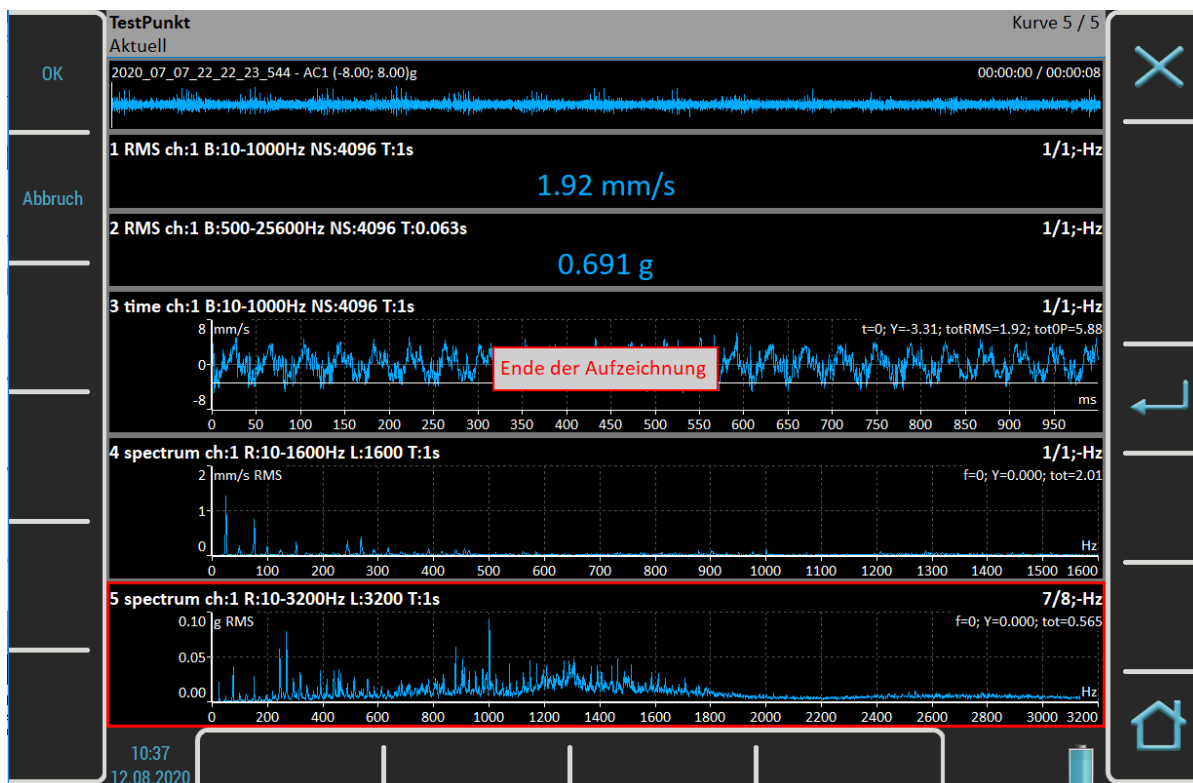 TestPunkt
Kurve 5 / 5
Aktuell
OK
Abbruch
2020_07_07_22_22_23_544 - AC1 (-8.00; 8.00)g
00:00:00 / 00:00:08
1 RMS ch:1 B:10-1000Hz NS:4096 T:1s
1/1;-Hz
1.92 mm/s
2 RMS ch:1 B:500-25600Hz NS:4096 T:0.063s
1/1;-Hz
0.691 g
3 time ch:1 B:10-1000Hz NS:4096 T:1s
1/1;-Hz
8 mm/s
t=0; Y=-3.31; totRMS=1.92; tot0P=5.88
0
Ende der Aufzeichnung
-8
ms
0 50 100 150 200 250 300 350 400 450 500 550 600 650 700 750 800 850 900 950
4 spectrum ch:1 R:10-1600Hz L:1600 T:1s
1/1;-Hz
2 mm/s RMS
f=0; Y=0.000; tot=2.01
1
0
Hz
0 100 200 300 400 500 600 700 800 900 1000 1100 1200 1300 1400 1500 1600
5 spectrum ch:1 R:10-3200Hz L:3200 T:1s
7/8;-Hz
0.10 g RMS
f=0; Y=0.000; tot=0.565
0.05
0.00
Hz
0 200 400 600 800 1000 1200 1400 1600 1800 2000 2200 2400 2600 2800 3000 3200
10:37
12.08.2020